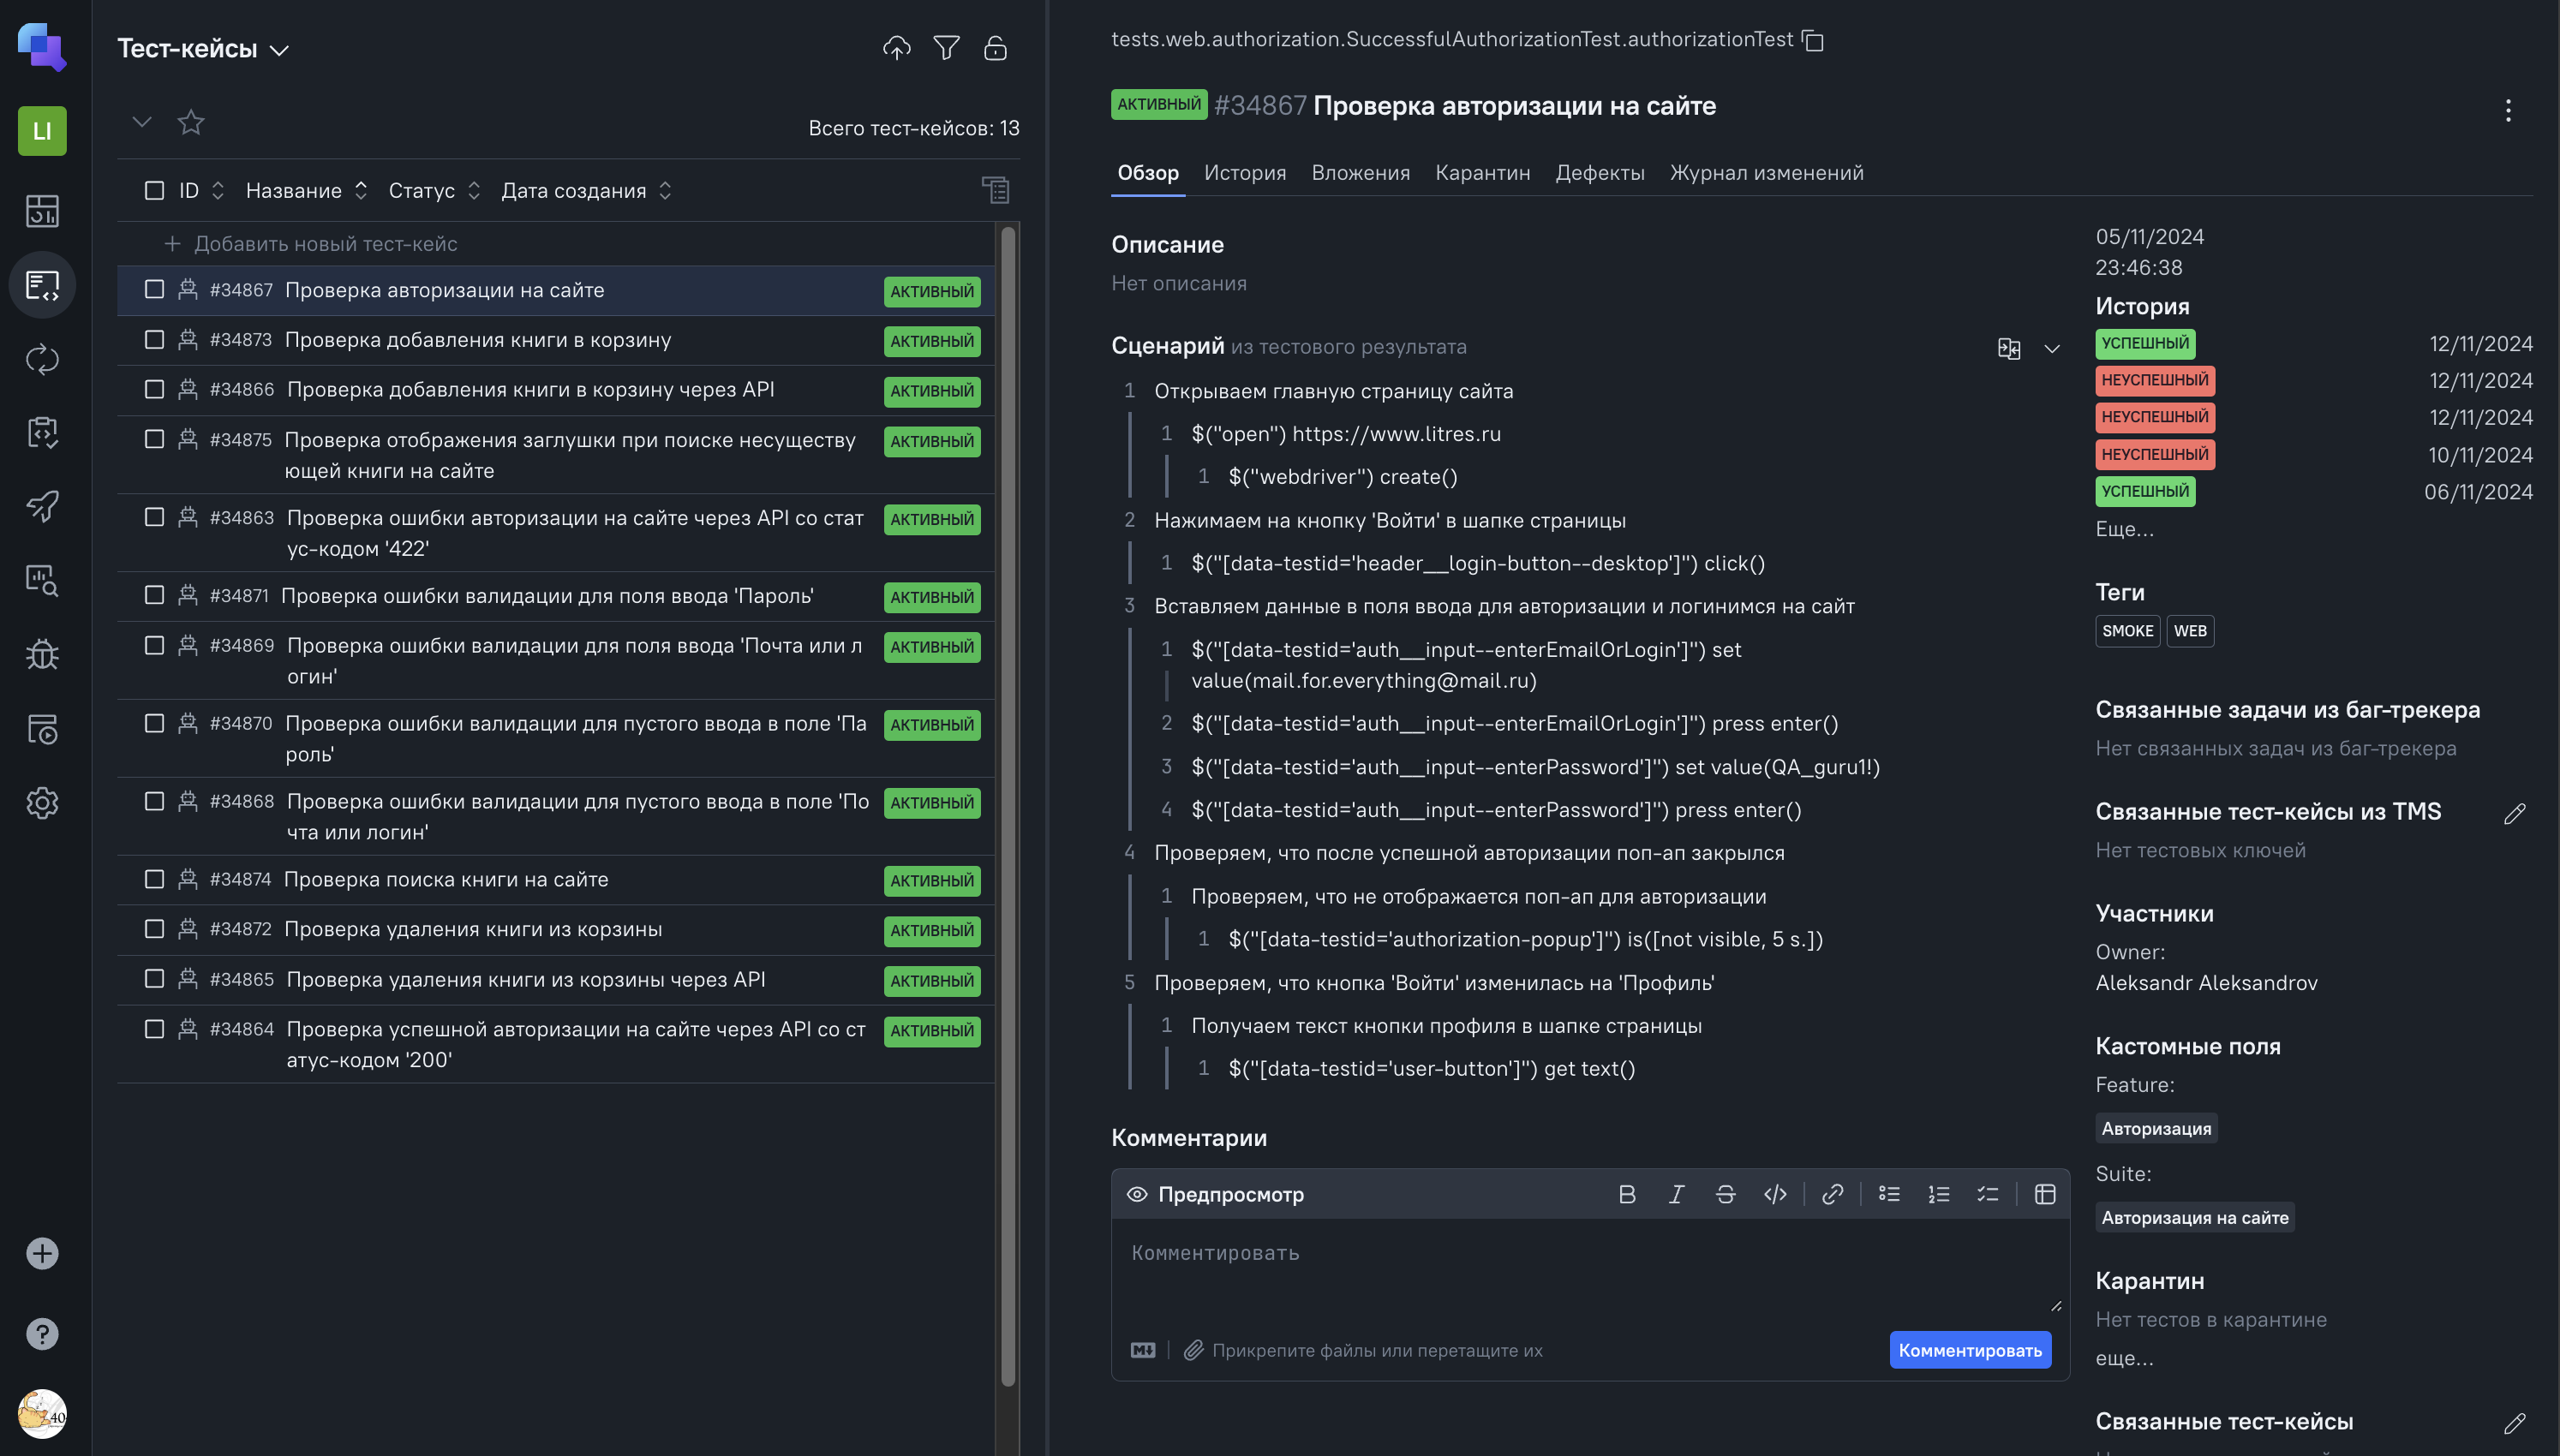 Тест-кейсы
LI
Всего тест-кейсов: 13
ID Название Статус Дата создания
Добавить новый тест-кейс
#34867 Проверка авторизации на сайте АКТИВНЫЙ
#34873 Проверка добавления книги в корзину АКТИВНЫЙ
#34866 Проверка добавления книги в корзину через API АКТИВНЫЙ
#34875 Проверка отображения заглушки при поиске несуществу АКТИВНЫЙ
ющей книги на сайте
#34863 Проверка ошибки авторизации на сайте через API со стат АКТИВНЫЙ
ус-кодом '422'
#34871 Проверка ошибки валидации для поля ввода 'Пароль' АКТИВНЫЙ
#34869 Проверка ошибки валидации для поля ввода 'Почта или л АКТИВНЫЙ
огин'
#34870 Проверка ошибки валидации для пустого ввода в поле 'Па АКТИВНЫЙ
роль'
#34868 Проверка ошибки валидации для пустого ввода в поле 'По АКТИВНЫЙ
чта или логин'
#34874 Проверка поиска книги на сайте АКТИВНЫЙ
#34872 Проверка удаления книги из корзины АКТИВНЫЙ
#34865 Проверка удаления книги из корзины через API АКТИВНЫЙ
#34864 Проверка успешной авторизации на сайте через API со ст АКТИВНЫЙ
атус-кодом '200'
40
tests.web.authorization.SuccessfulAuthorizationTest.authorizationTest
АКТИВНЫЙ #34867 Проверка авторизации на сайте
Обзор История Вложения Карантин Дефекты Журнал изменений
Описание
Нет описания
Сценарий из тестового результата
1 Открываем главную страницу сайта
1 $("open") https://www.litres.ru
1 $("webdriver") create()
2 Нажимаем на кнопку 'Войти' в шапке страницы
1 $("[data-testid='header__login-button--desktop']") click()
3 Вставляем данные в поля ввода для авторизации и логинимся на сайт
1 $("[data-testid='auth__input--enterEmailOrLogin']") set
value(mail.for.everything@mail.ru)
2 $("[data-testid='auth__input--enterEmailOrLogin']") press enter()
3 $("[data-testid='auth__input--enterPassword']") set value(QA_guru1!)
4 $("[data-testid='auth__input--enterPassword']") press enter()
4 Проверяем, что после успешной авторизации поп-ап закрылся
1 Проверяем, что не отображается поп-ап для авторизации
1 $("[data-testid='authorization-popup']") is([not visible, 5 s.])
5 Проверяем, что кнопка 'Войти' изменилась на 'Профиль'
1 Получаем текст кнопки профиля в шапке страницы
1 $("[data-testid='user-button']") get text()
Комментарии
Предпросмотр
Комментировать
Прикрепите файлы или перетащите их
Комментировать
05/11/2024
23:46:38
История
УСПЕШНЫЙ 12/11/2024
НЕУСПЕШНЫЙ 12/11/2024
НЕУСПЕШНЫЙ 12/11/2024
НЕУСПЕШНЫЙ 10/11/2024
УСПЕШНЫЙ 06/11/2024
Еще...
Теги
SMOKE WEB
Связанные задачи из баг-трекера
Нет связанных задач из баг-трекера
Связанные тест-кейсы из TMS
Нет тестовых ключей
Участники
Owner:
Aleksandr Aleksandrov
Кастомные поля
Feature:
Авторизация
Suite:
Авторизация на сайте
Карантин
Нет тестов в карантине
еще...
Связанные тест-кейсы